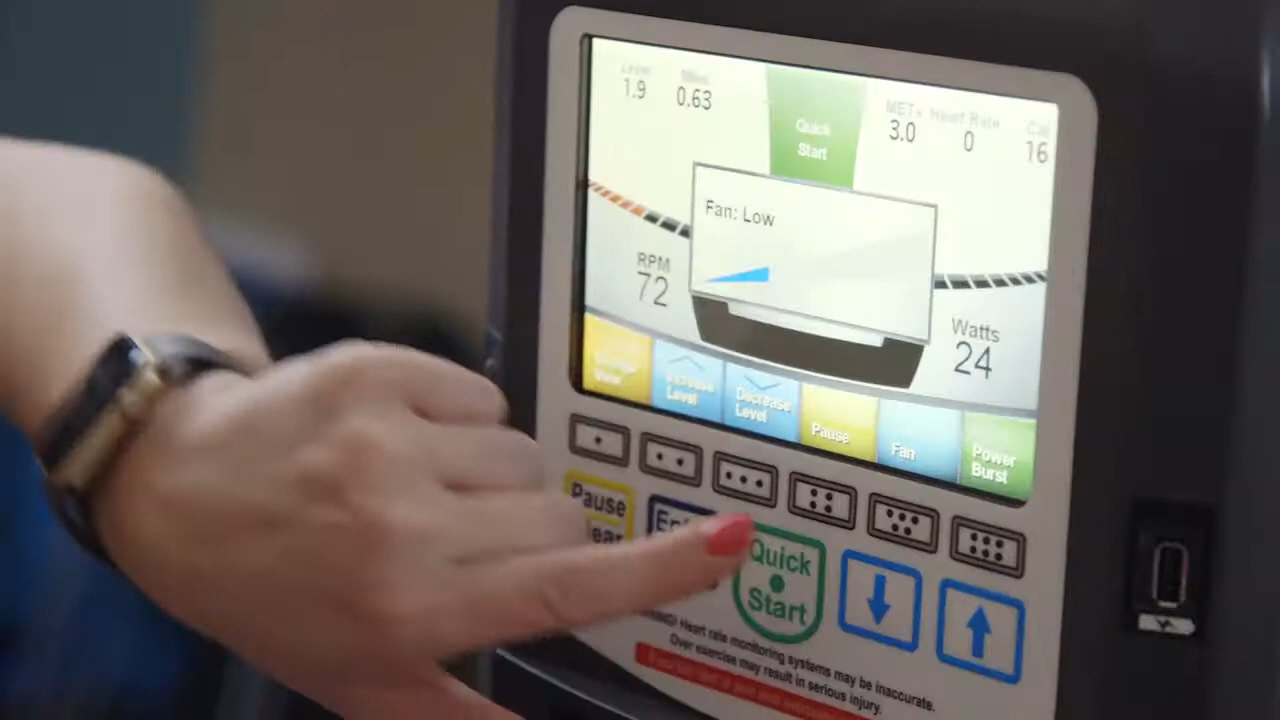 Level
1.9
Miles
0.63
Quick
Start
METs
3.0
Heart Rate
0
Cal
16
Fan: Low
RPM
72
Watts
24
View
Increase
Level
Decrease
Level
Pause
Fan
Power
Burst
Pause
Quick
Start
Heart rate monitoring systems may be inaccurate.
Over exercise may result in serious injury.